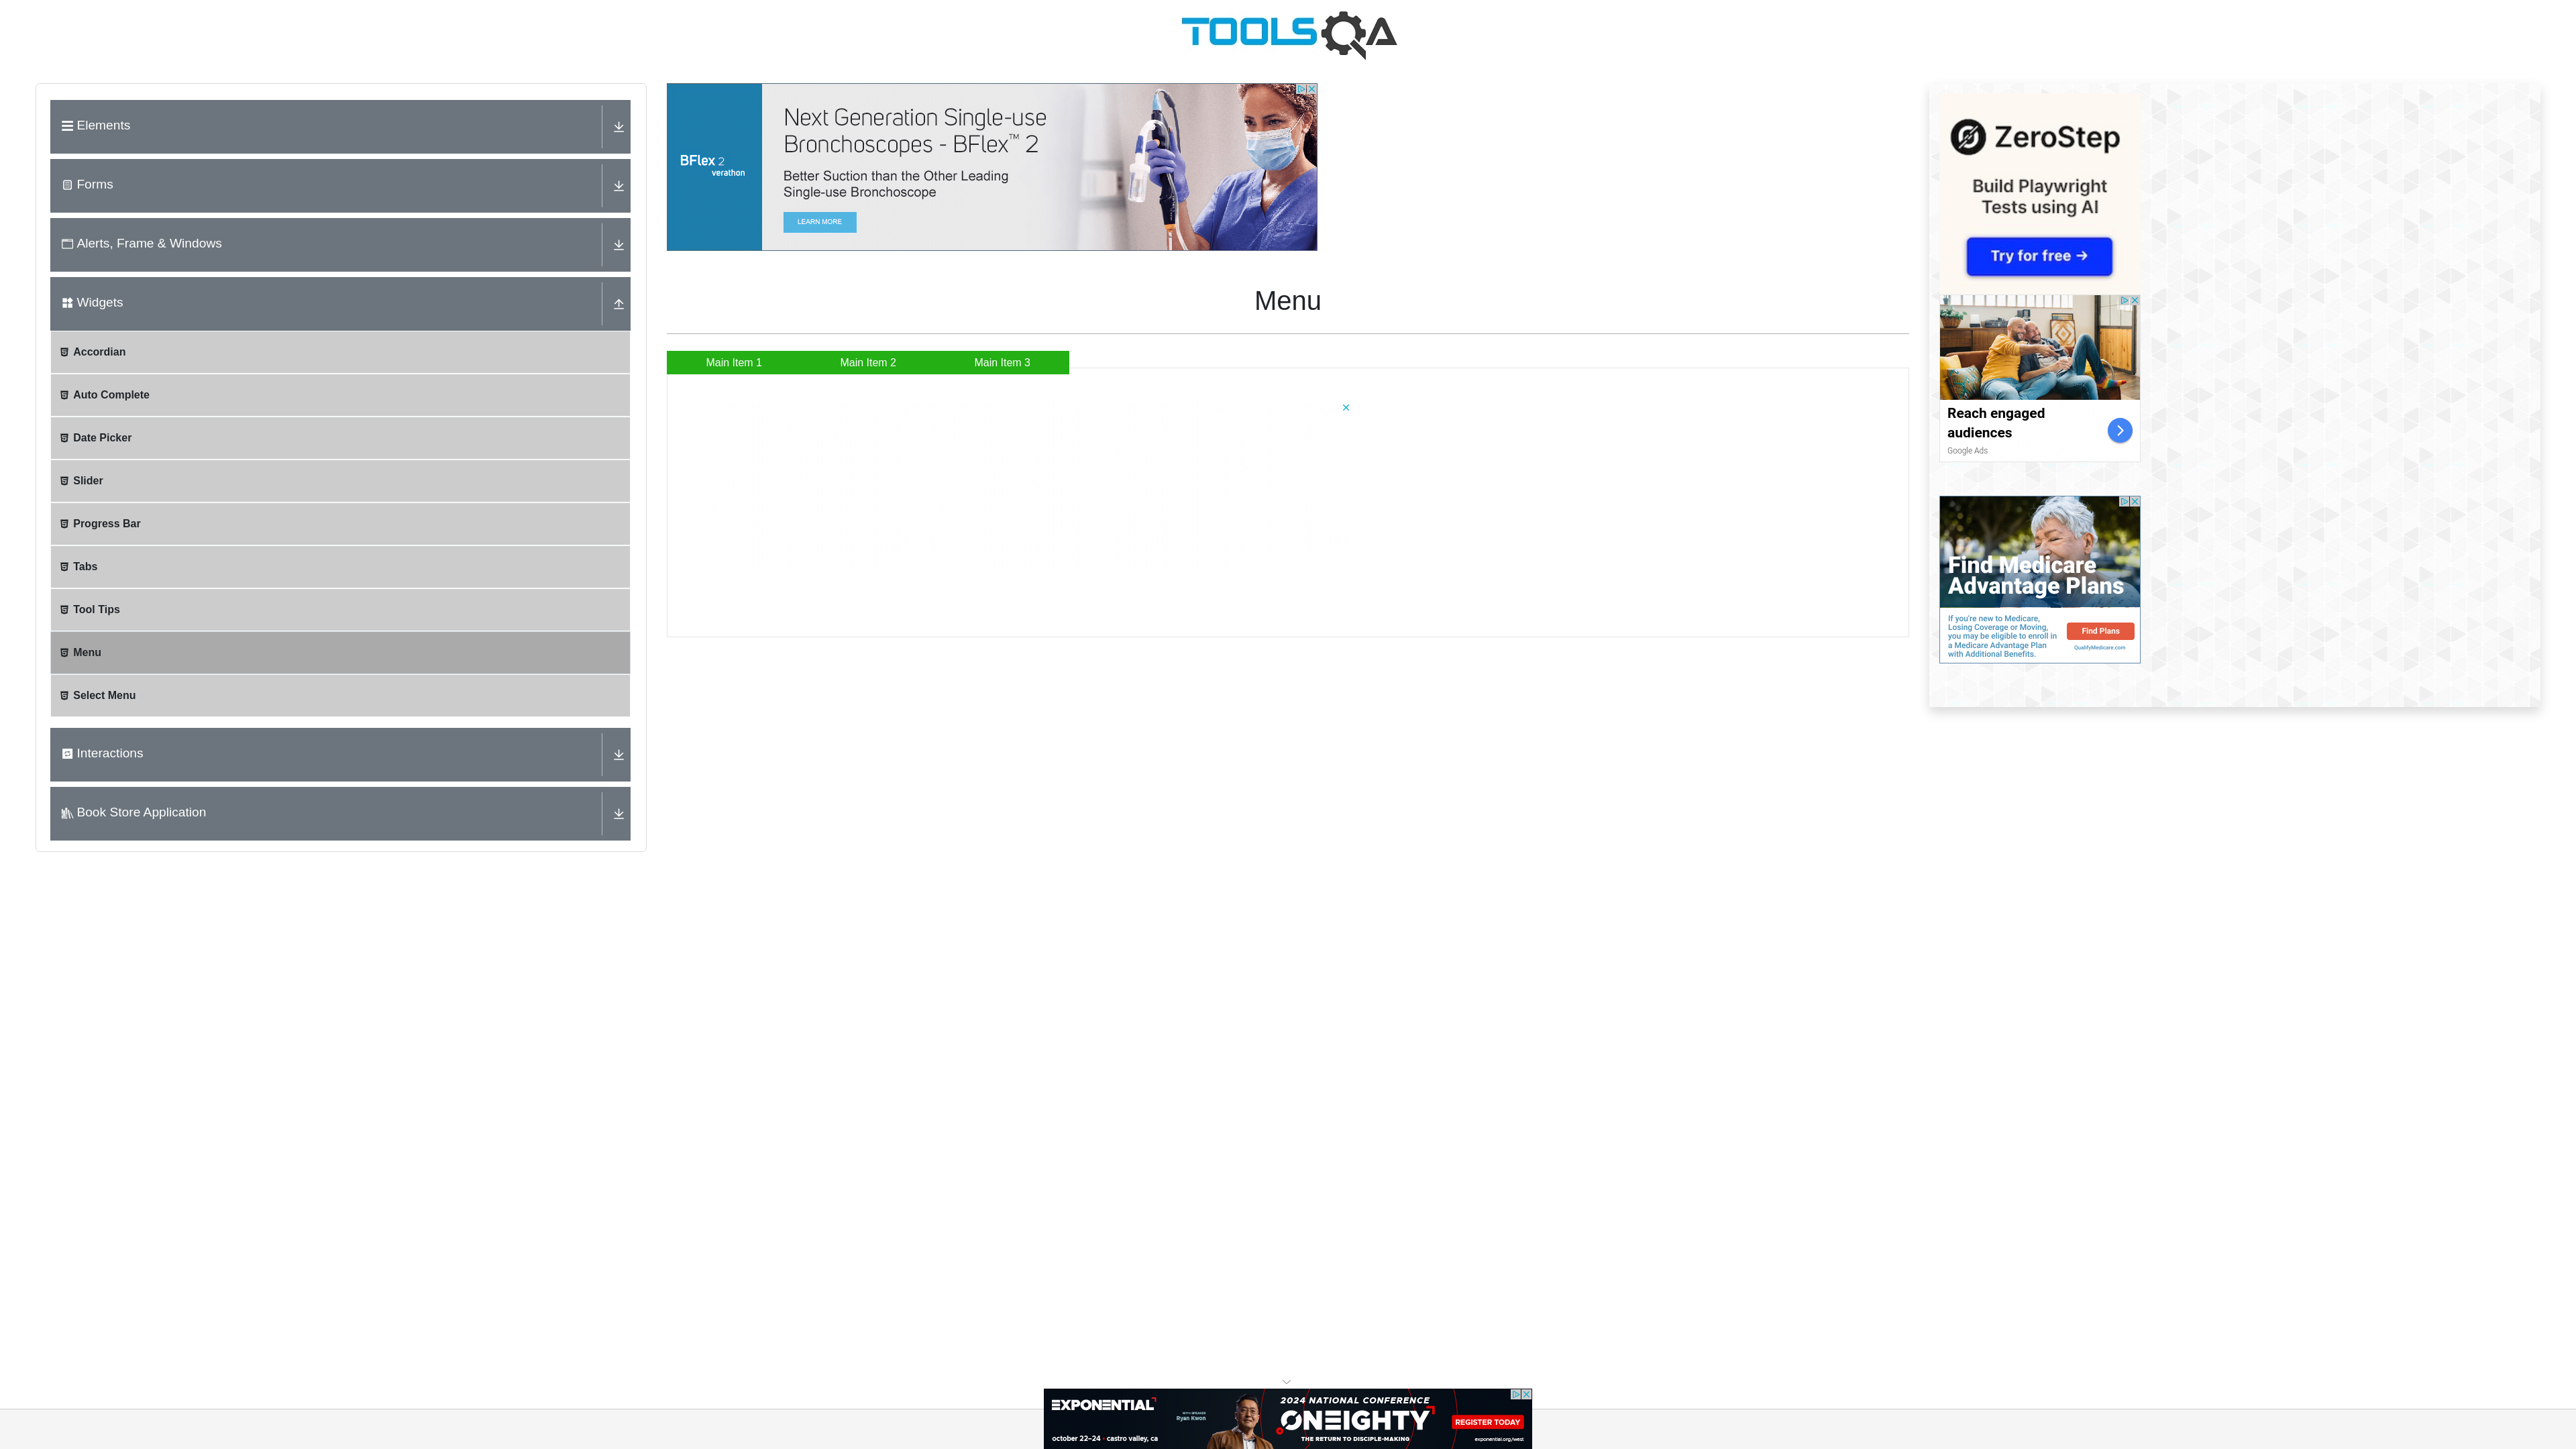 TOOLSQA
Elements
Forms
Alerts, Frame & Windows
Widgets
Accordian
Auto Complete
Date Picker
Slider
Progress Bar
Tabs
Tool Tips
Menu
Select Menu
Interactions
Book Store Application
BFlex 2
verathon
Next Generation Single-use
Bronchoscopes - BFlex™ 2
Better Suction than the Other Leading
Single-use Bronchoscope
LEARN MORE
Menu
Main Item 1
Main Item 2
Main Item 3
ZeroStep
Build Playwright
Tests using AI
Try for free →
Reach engaged
audiences
Google Ads
Find Medicare
Advantage Plans
If you're new to Medicare,
Losing Coverage or Moving,
you may be eligible to enroll in
a Medicare Advantage Plan
with Additional Benefits.
Find Plans
QualifyMedicare.com
EXPONENTIAL
october 22–24 · castro valley, ca
Ryan Kwon
2024 NATIONAL CONFERENCE
ONEIGHTY
THE RETURN TO DISCIPLE-MAKING
REGISTER TODAY
exponential.org/west